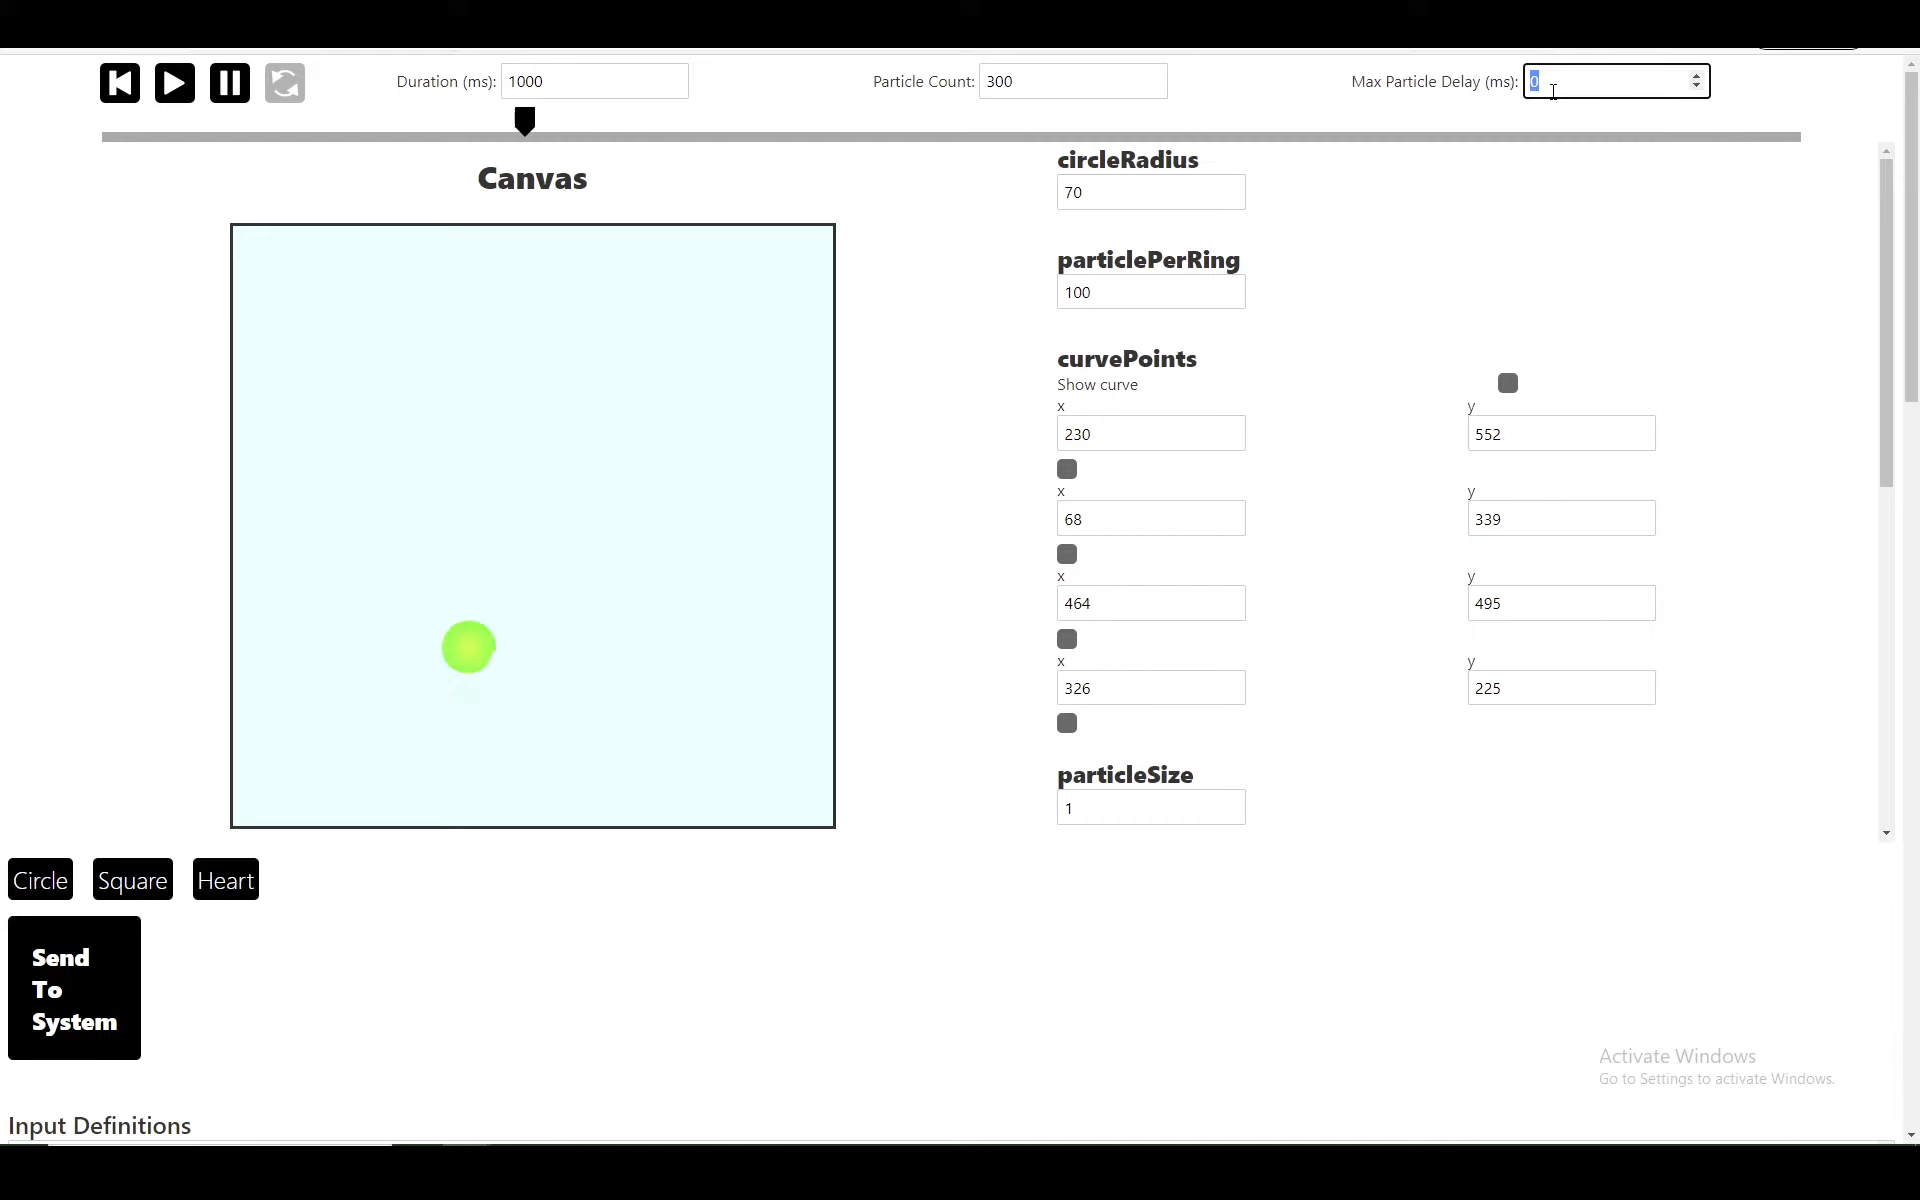 Duration (ms): 1000 Particle Count: 300 Max Particle Delay (ms): 0
Canvas
circleRadius
70
particlePerRing
100
curvePoints
Show curve
x y
230 552
x y
68 339
x y
464 495
x y
326 225
particleSize
1
Circle Square Heart
Send
To
System
Activate Windows
Go to Settings to activate Windows.
Input Definitions